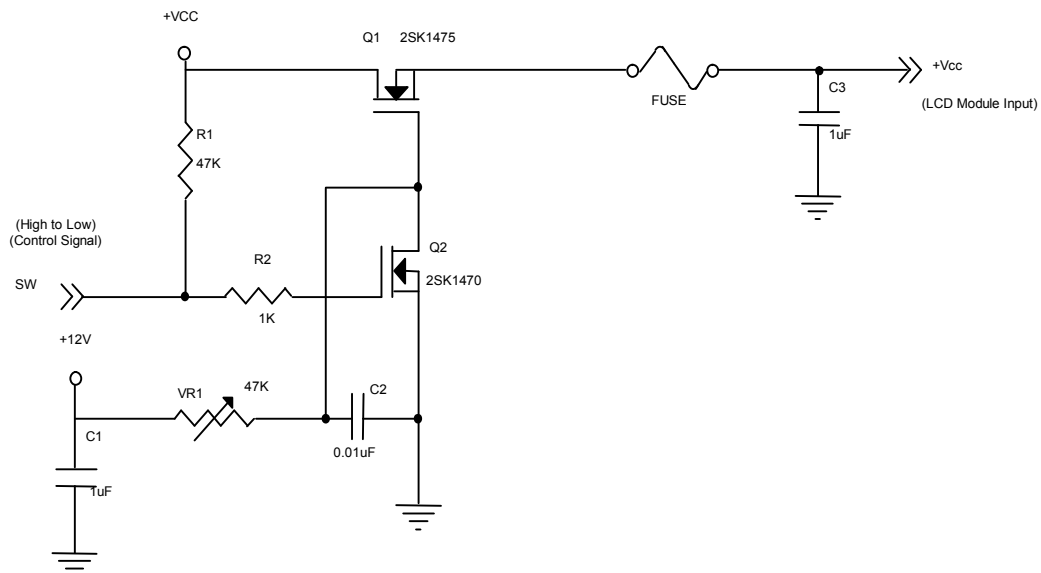 +VCC
Q1 2SK1475
+Vcc
FUSE
C3
(LCD Module Input)
R1
1uF
47K
(High to Low)
(Control Signal)
Q2
R2
SW
2SK1470
1K
+12V
VR1
47K
C2
C1
0.01uF
1uF